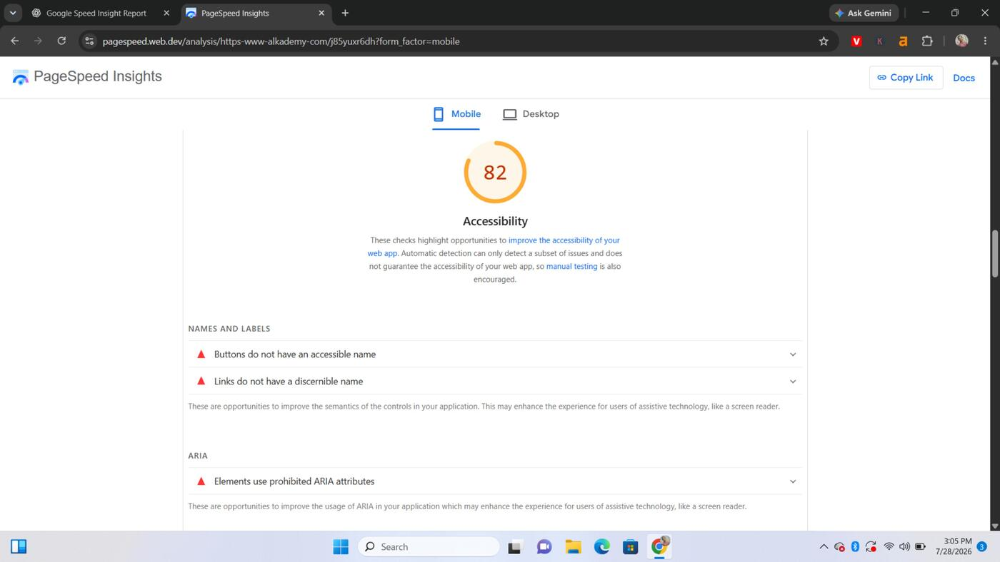 Google Speed Insight Report
PageSpeed Insights
Ask Gemini
pagespeed.web.dev/analysis/https-www-alkademy-com/j85yuxr6dh?form_factor=mobile
V
K
a
PageSpeed Insights
Copy Link
Docs
Mobile
Desktop
82
Accessibility
These checks highlight opportunities to improve the accessibility of your
web app. Automatic detection can only detect a subset of issues and does
not guarantee the accessibility of your web app, so manual testing is also
encouraged.
NAMES AND LABELS
Buttons do not have an accessible name
Links do not have a discernible name
These are opportunities to improve the semantics of the controls in your application. This may enhance the experience for users of assistive technology, like a screen reader.
ARIA
Elements use prohibited ARIA attributes
These are opportunities to improve the usage of ARIA in your application which may enhance the experience for users of assistive technology, like a screen reader.
Search
3:05 PM
7/28/2026
3